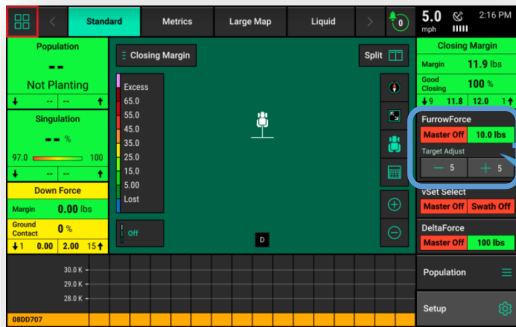 Standard Metrics Large Map Liquid 0 5.0 mph 2:16 PM
Population
--
Not Planting
-- --
Singulation
-- %
97.0 100
-- --
Down Force
Margin 0.00 lbs
Ground Contact 0 %
1 0.00 2.00 15
Closing Margin
Split
Excess
65.0
55.0
45.0
35.0
25.0
15.0
5.00
Lost
Off
D
Closing Margin
Margin 11.9 lbs
Good Closing 100 %
9 11.8 12.0 1
FurrowForce
Master Off 10.0 lbs
Target Adjust
− 5 + 5
vSet Select
Master Off Swath Off
DeltaForce
Master Off 100 lbs
Population
Setup
30.0 K
29.0 K
28.0 K
08DD707